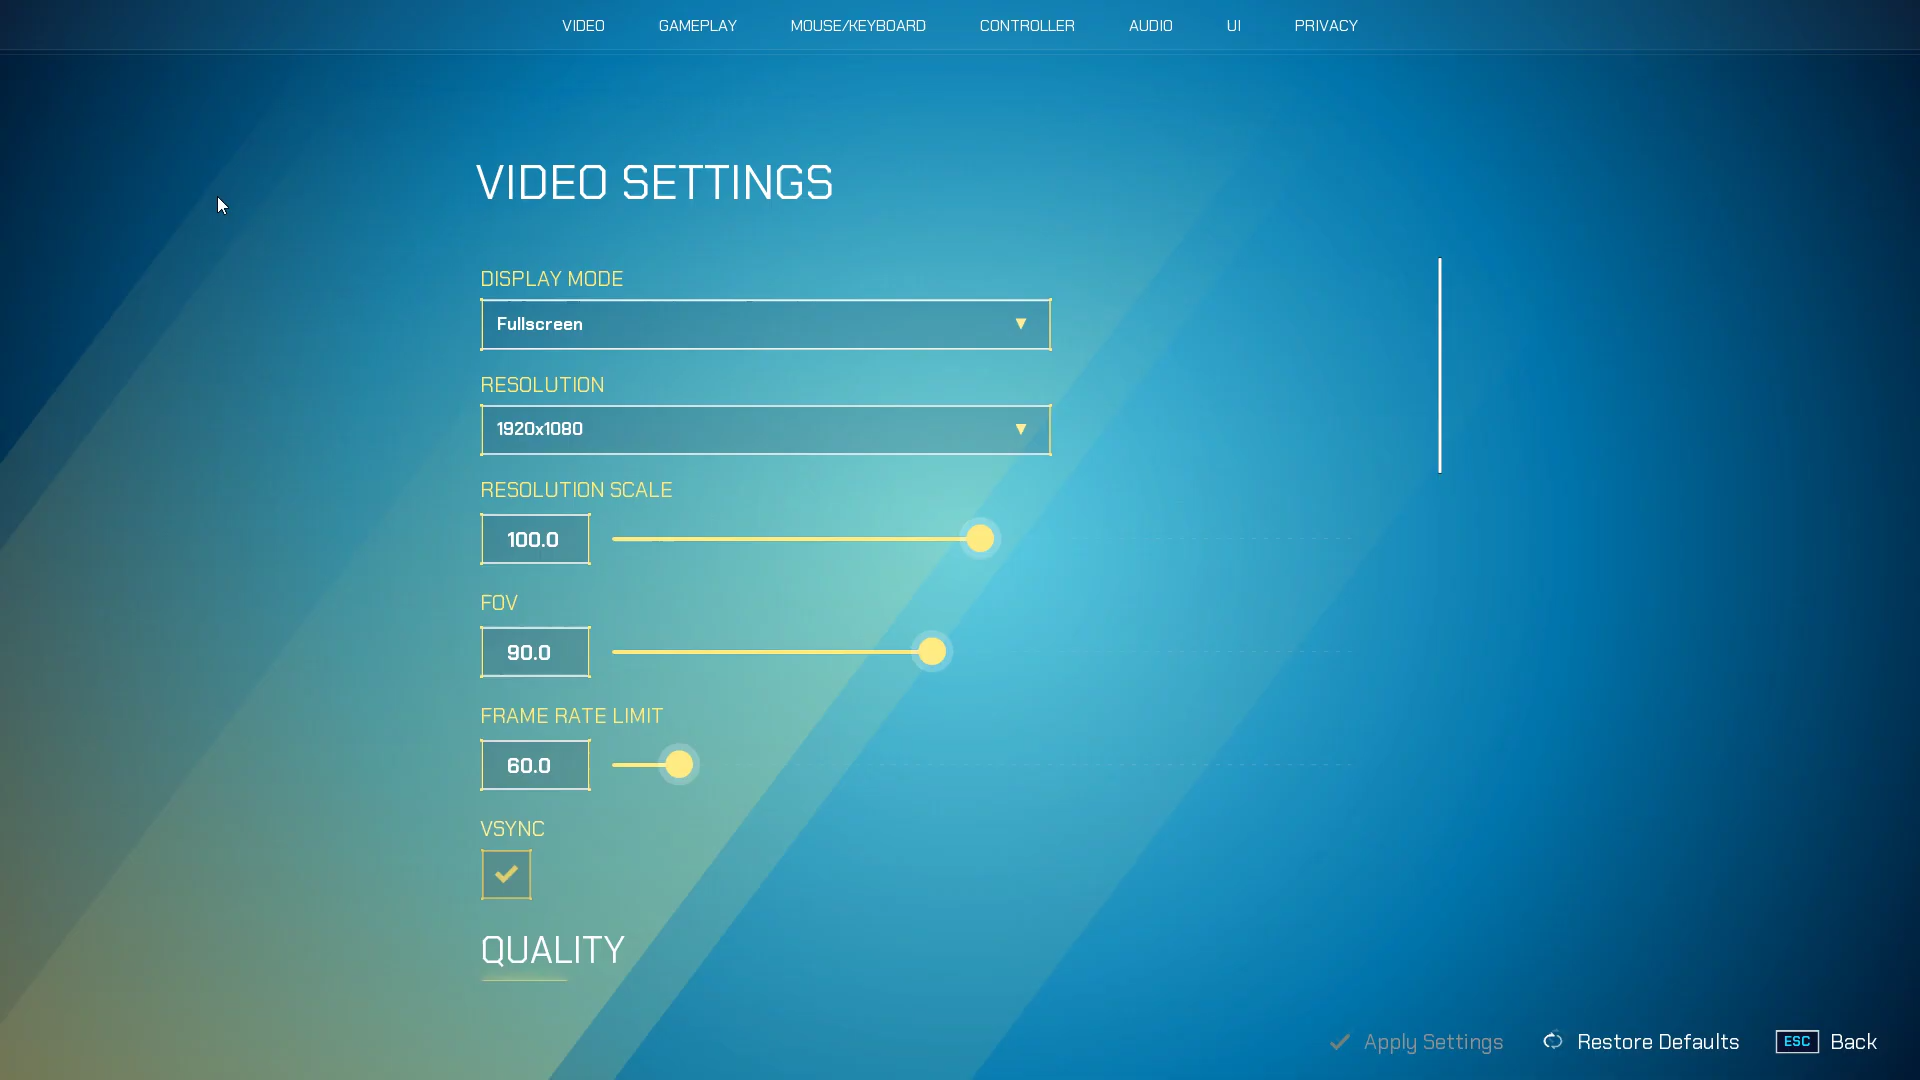 VIDEO GAMEPLAY MOUSE/KEYBOARD CONTROLLER AUDIO UI PRIVACY
VIDEO SETTINGS
DISPLAY MODE
Fullscreen
RESOLUTION
1920x1080
RESOLUTION SCALE
100.0
FOV
90.0
FRAME RATE LIMIT
60.0
VSYNC
QUALITY
Apply Settings Restore Defaults ESC Back